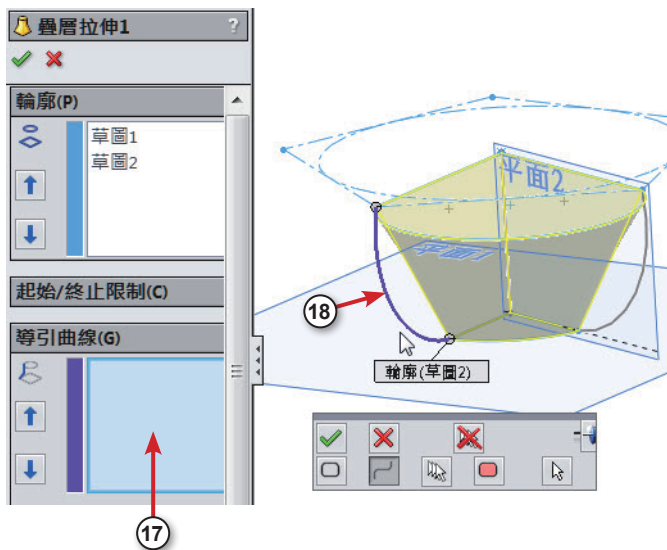 疊層拉伸1
?
輪廓(P)
草圖1
草圖2
起始/終止限制(C)
導引曲線(G)
平面2
平面1
18
輪廓(草圖2)
17